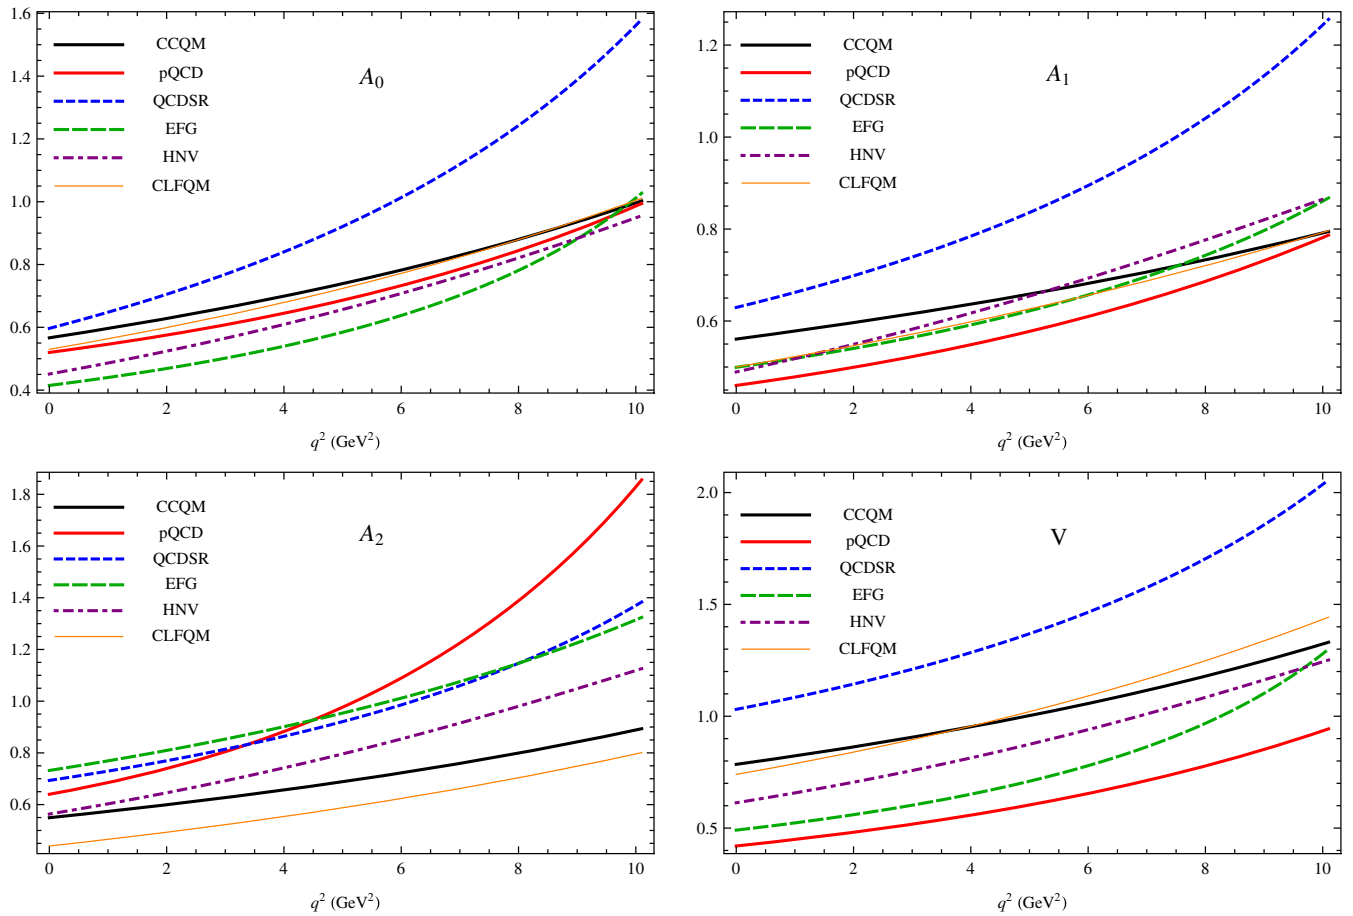 CCQM
pQCD
QCDSR
EFG
HNV
CLFQM
A₀
1.6
1.4
1.2
1.0
0.8
0.6
0.4
0 2 4 6 8 10
q² (GeV²)
CCQM
pQCD
QCDSR
EFG
HNV
CLFQM
A₁
1.2
1.0
0.8
0.6
0 2 4 6 8 10
q² (GeV²)
CCQM
pQCD
QCDSR
EFG
HNV
CLFQM
A₂
1.8
1.6
1.4
1.2
1.0
0.8
0.6
0 2 4 6 8 10
q² (GeV²)
CCQM
pQCD
QCDSR
EFG
HNV
CLFQM
V
2.0
1.5
1.0
0.5
0 2 4 6 8 10
q² (GeV²)